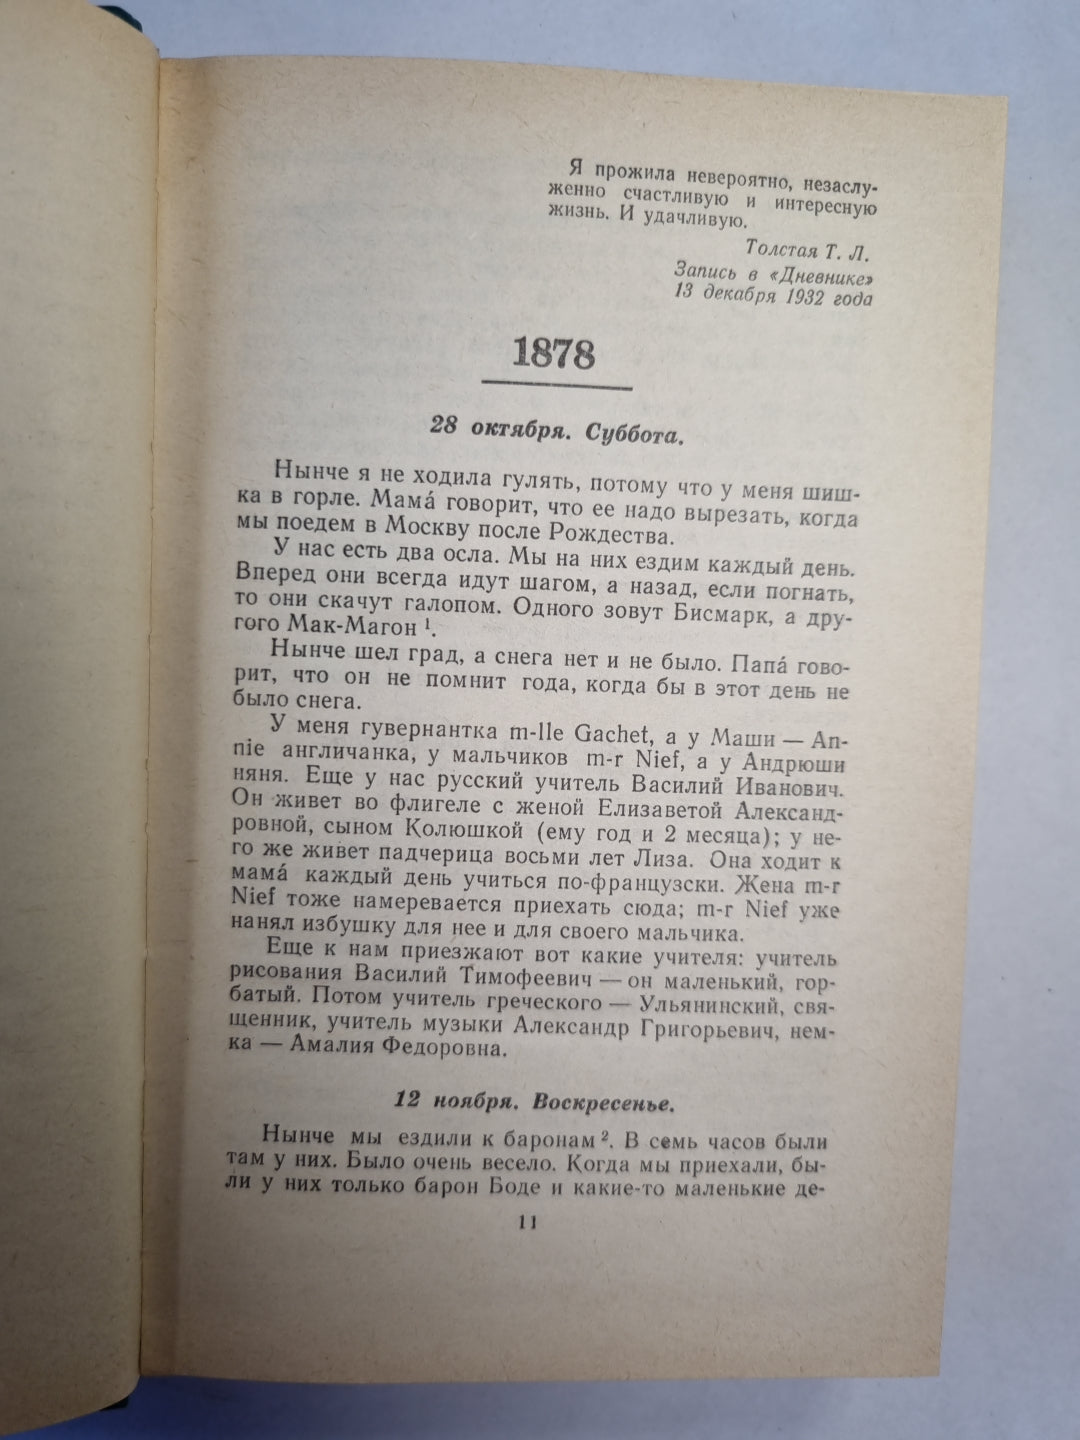 Я прожила невероятно, незаслу-
женно счастливую и интересную
жизнь. И удачливую.
Толстая Т. Л.
Запись в «Дневнике»
13 декабря 1932 года
1878
28 октября. Суббота.
Нынче я не ходила гулять, потому что у меня шиш-
ка в горле. Мамá говорит, что ее надо вырезать, когда
мы поедем в Москву после Рождества.
У нас есть два осла. Мы на них ездим каждый день.
Вперед они всегда идут шагом, а назад, если погнать,
то они скачут галопом. Одного зовут Бисмарк, а дру-
гого Мак-Магон ¹.
Нынче шел град, а снега нет и не было. Папá гово-
рит, что он не помнит года, когда бы в этот день не
было снега.
У меня гувернантка m-lle Gachet, а у Маши — An-
nie англичанка, у мальчиков m-r Nief, а у Андрюши
няня. Еще у нас русский учитель Василий Иванович.
Он живет во флигеле с женой Елизаветой Александ-
ровной, сыном Колюшкой (ему год и 2 месяца); у не-
го же живет падчерица восьми лет Лиза. Она ходит к
мамá каждый день учиться по-французски. Жена m-r
Nief тоже намеревается приехать сюда; m-r Nief уже
нанял избушку для нее и для своего мальчика.
Еще к нам приезжают вот какие учителя: учитель
рисования Василий Тимофеевич — он маленький, гор-
батый. Потом учитель греческого — Ульянинский, свя-
щенник, учитель музыки Александр Григорьевич, нем-
ка — Амалия Федоровна.
12 ноября. Воскресенье.
Нынче мы ездили к баронам ². В семь часов были
там у них. Было очень весело. Когда мы приехали, бы-
ли у них только барон Боде и какие-то маленькие де-
11